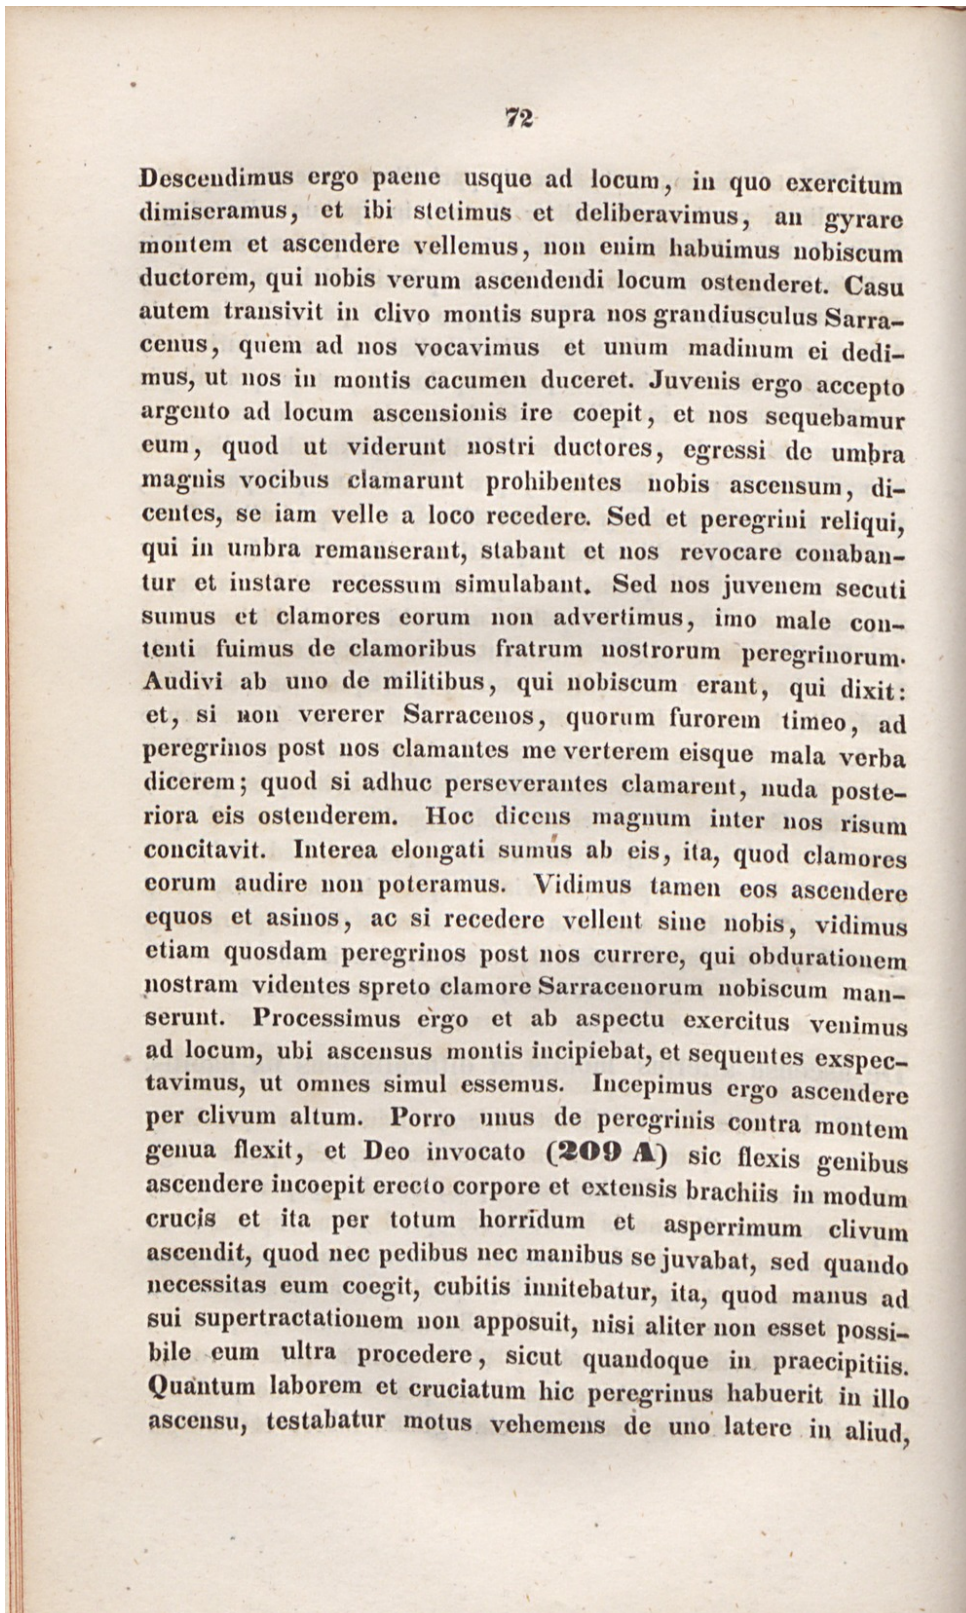 72
Descendimus ergo paene usque ad locum, in quo exercitum
dimiseramus, et ibi stetimus et deliberavimus, an gyrare
montem et ascendere vellemus, non enim habuimus nobiscum
ductorem, qui nobis verum ascendendi locum ostenderet. Casu
autem transivit in clivo montis supra nos grandiusculus Sarra-
cenus, quem ad nos vocavimus et unum madinum ei dedi-
mus, ut nos in montis cacumen duceret. Juvenis ergo accepto
argento ad locum ascensionis ire coepit, et nos sequebamur
eum, quod ut viderunt nostri ductores, egressi de umbra
magnis vocibus clamarunt prohibentes nobis ascensum, di-
centes, se iam velle a loco recedere. Sed et peregrini reliqui,
qui in umbra remanserant, stabant et nos revocare conaban-
tur et instare recessum simulabant. Sed nos juvenem secuti
sumus et clamores eorum non advertimus, imo male con-
tenti fuimus de clamoribus fratrum nostrorum peregrinorum.
Audivi ab uno de militibus, qui nobiscum erant, qui dixit:
et, si non vererer Sarracenos, quorum furorem timeo, ad
peregrinos post nos clamantes me verterem eisque mala verba
dicerem; quod si adhuc perseverantes clamarent, nuda poste-
riora eis ostenderem. Hoc dicens magnum inter nos risum
concitavit. Interea elongati sumus ab eis, ita, quod clamores
eorum audire non poteramus. Vidimus tamen eos ascendere
equos et asinos, ac si recedere vellent sine nobis, vidimus
etiam quosdam peregrinos post nos currere, qui obdurationem
nostram videntes spreto clamore Sarracenorum nobiscum man-
serunt. Processimus ergo et ab aspectu exercitus venimus
ad locum, ubi ascensus montis incipiebat, et sequentes exspec-
tavimus, ut omnes simul essemus. Incepimus ergo ascendere
per clivum altum. Porro unus de peregrinis contra montem
genua flexit, et Deo invocato (209 A) sic flexis genibus
ascendere incoepit erecto corpore et extensis brachiis in modum
crucis et ita per totum horridum et asperrimum clivum
ascendit, quod nec pedibus nec manibus se juvabat, sed quando
necessitas eum coegit, cubitis innitebatur, ita, quod manus ad
sui supertractationem non apposuit, nisi aliter non esset possi-
bile eum ultra procedere, sicut quandoque in praecipitiis.
Quantum laborem et cruciatum hic peregrinus habuerit in illo
ascensu, testabatur motus vehemens de uno latere in aliud,